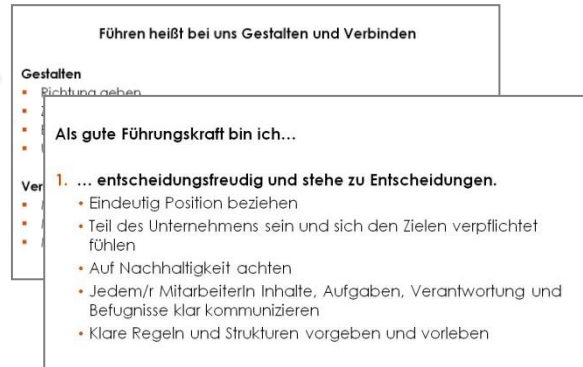 Führen heißt bei uns Gestalten und Verbinden
Gestalten
Richtung geben
Als gute Führungskraft bin ich...
1. ... entscheidungsfreudig und stehe zu Entscheidungen.
• Eindeutig Position beziehen
• Teil des Unternehmens sein und sich den Zielen verpflichtet
fühlen
• Auf Nachhaltigkeit achten
• Jedem/r MitarbeiterIn Inhalte, Aufgaben, Verantwortung und
Befugnisse klar kommunizieren
• Klare Regeln und Strukturen vorgeben und vorleben